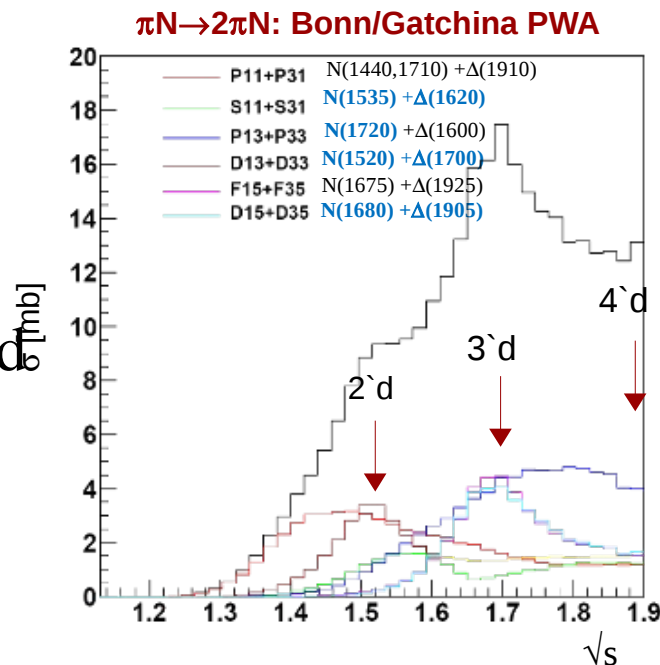 πN→2πN: Bonn/Gatchina PWA
20
18
16
14
12
10
8
6
4
2
0
σ [mb]
d
P11+P31 N(1440,1710) +Δ(1910)
S11+S31 N(1535) +Δ(1620)
P13+P33 N(1720) +Δ(1600)
D13+D33 N(1520) +Δ(1700)
F15+F35 N(1675) +Δ(1925)
D15+D35 N(1680) +Δ(1905)
2`d
3`d
4`d
1.2 1.3 1.4 1.5 1.6 1.7 1.8 1.9
√s